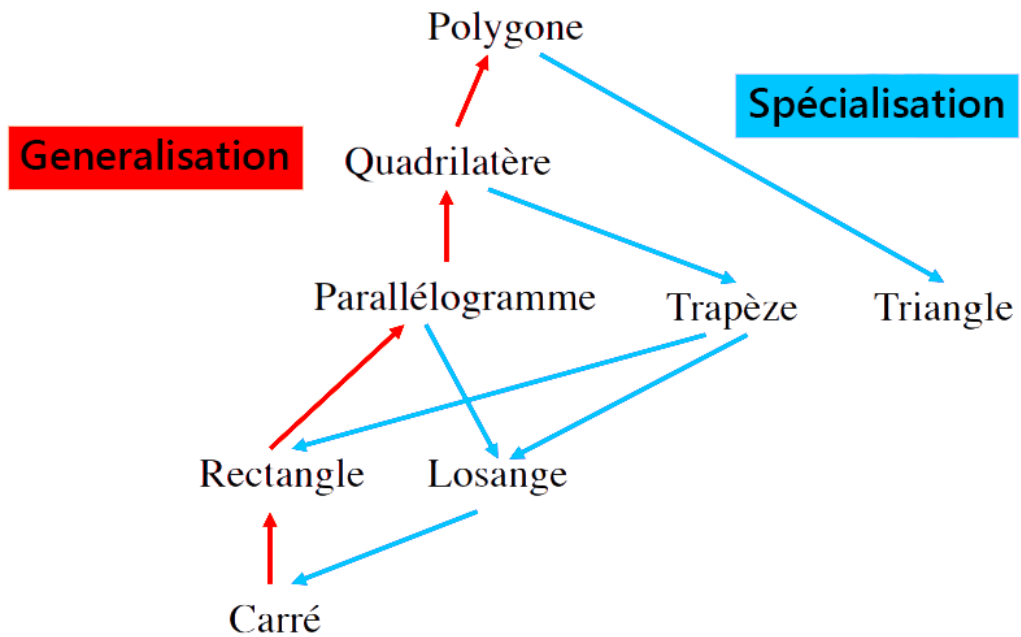 Polygone
Spécialisation
Generalisation
Quadrilatère
Parallélogramme
Trapèze
Triangle
Rectangle
Losange
Carré